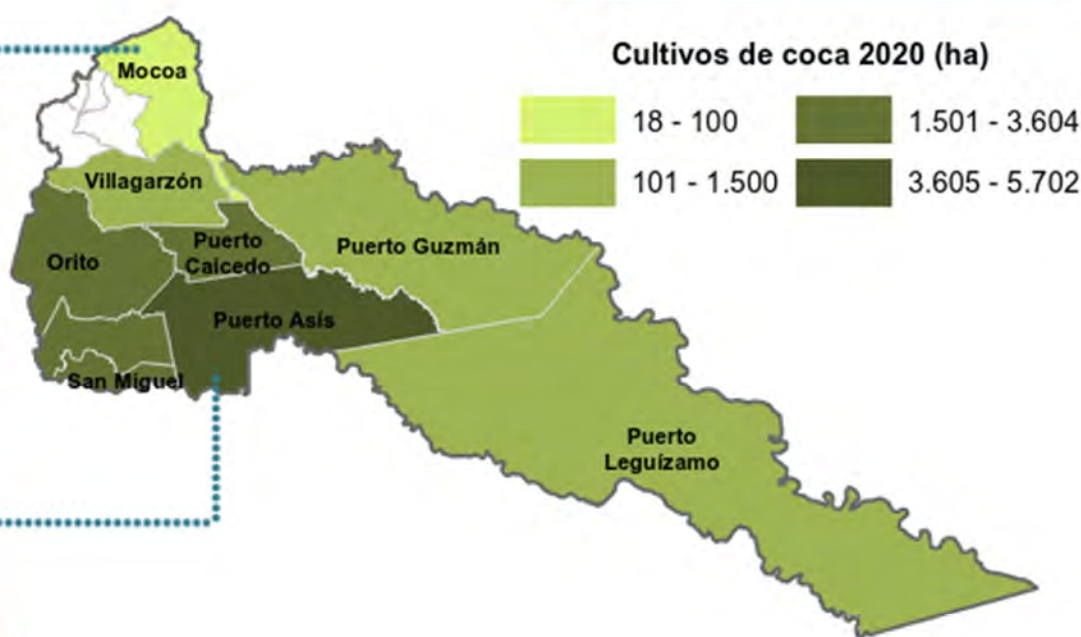 Cultivos de coca 2020 (ha)
18 - 100
1.501 - 3.604
101 - 1.500
3.605 - 5.702
Mocoa
Villagarzón
Puerto
Caicedo
Orito
Puerto Guzmán
Puerto Asís
San Miguel
Puerto
Leguízamo